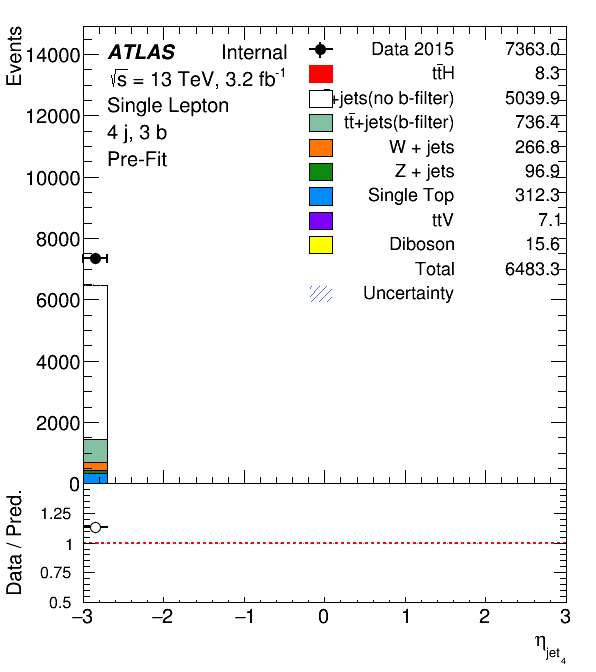 Events
14000
12000
10000
8000
6000
4000
2000
0
ATLAS Internal
√s = 13 TeV, 3.2 fb⁻¹
Single Lepton
4 j, 3 b
Pre-Fit
Data 2015 7363.0
tt̄H 8.3
+jets(no b-filter) 5039.9
tt̄+jets(b-filter) 736.4
W + jets 266.8
Z + jets 96.9
Single Top 312.3
ttV 7.1
Diboson 15.6
Total 6483.3
Uncertainty
Data / Pred.
1.25
1
0.75
0.5
−3 −2 −1 0 1 2 3
η_jet₄